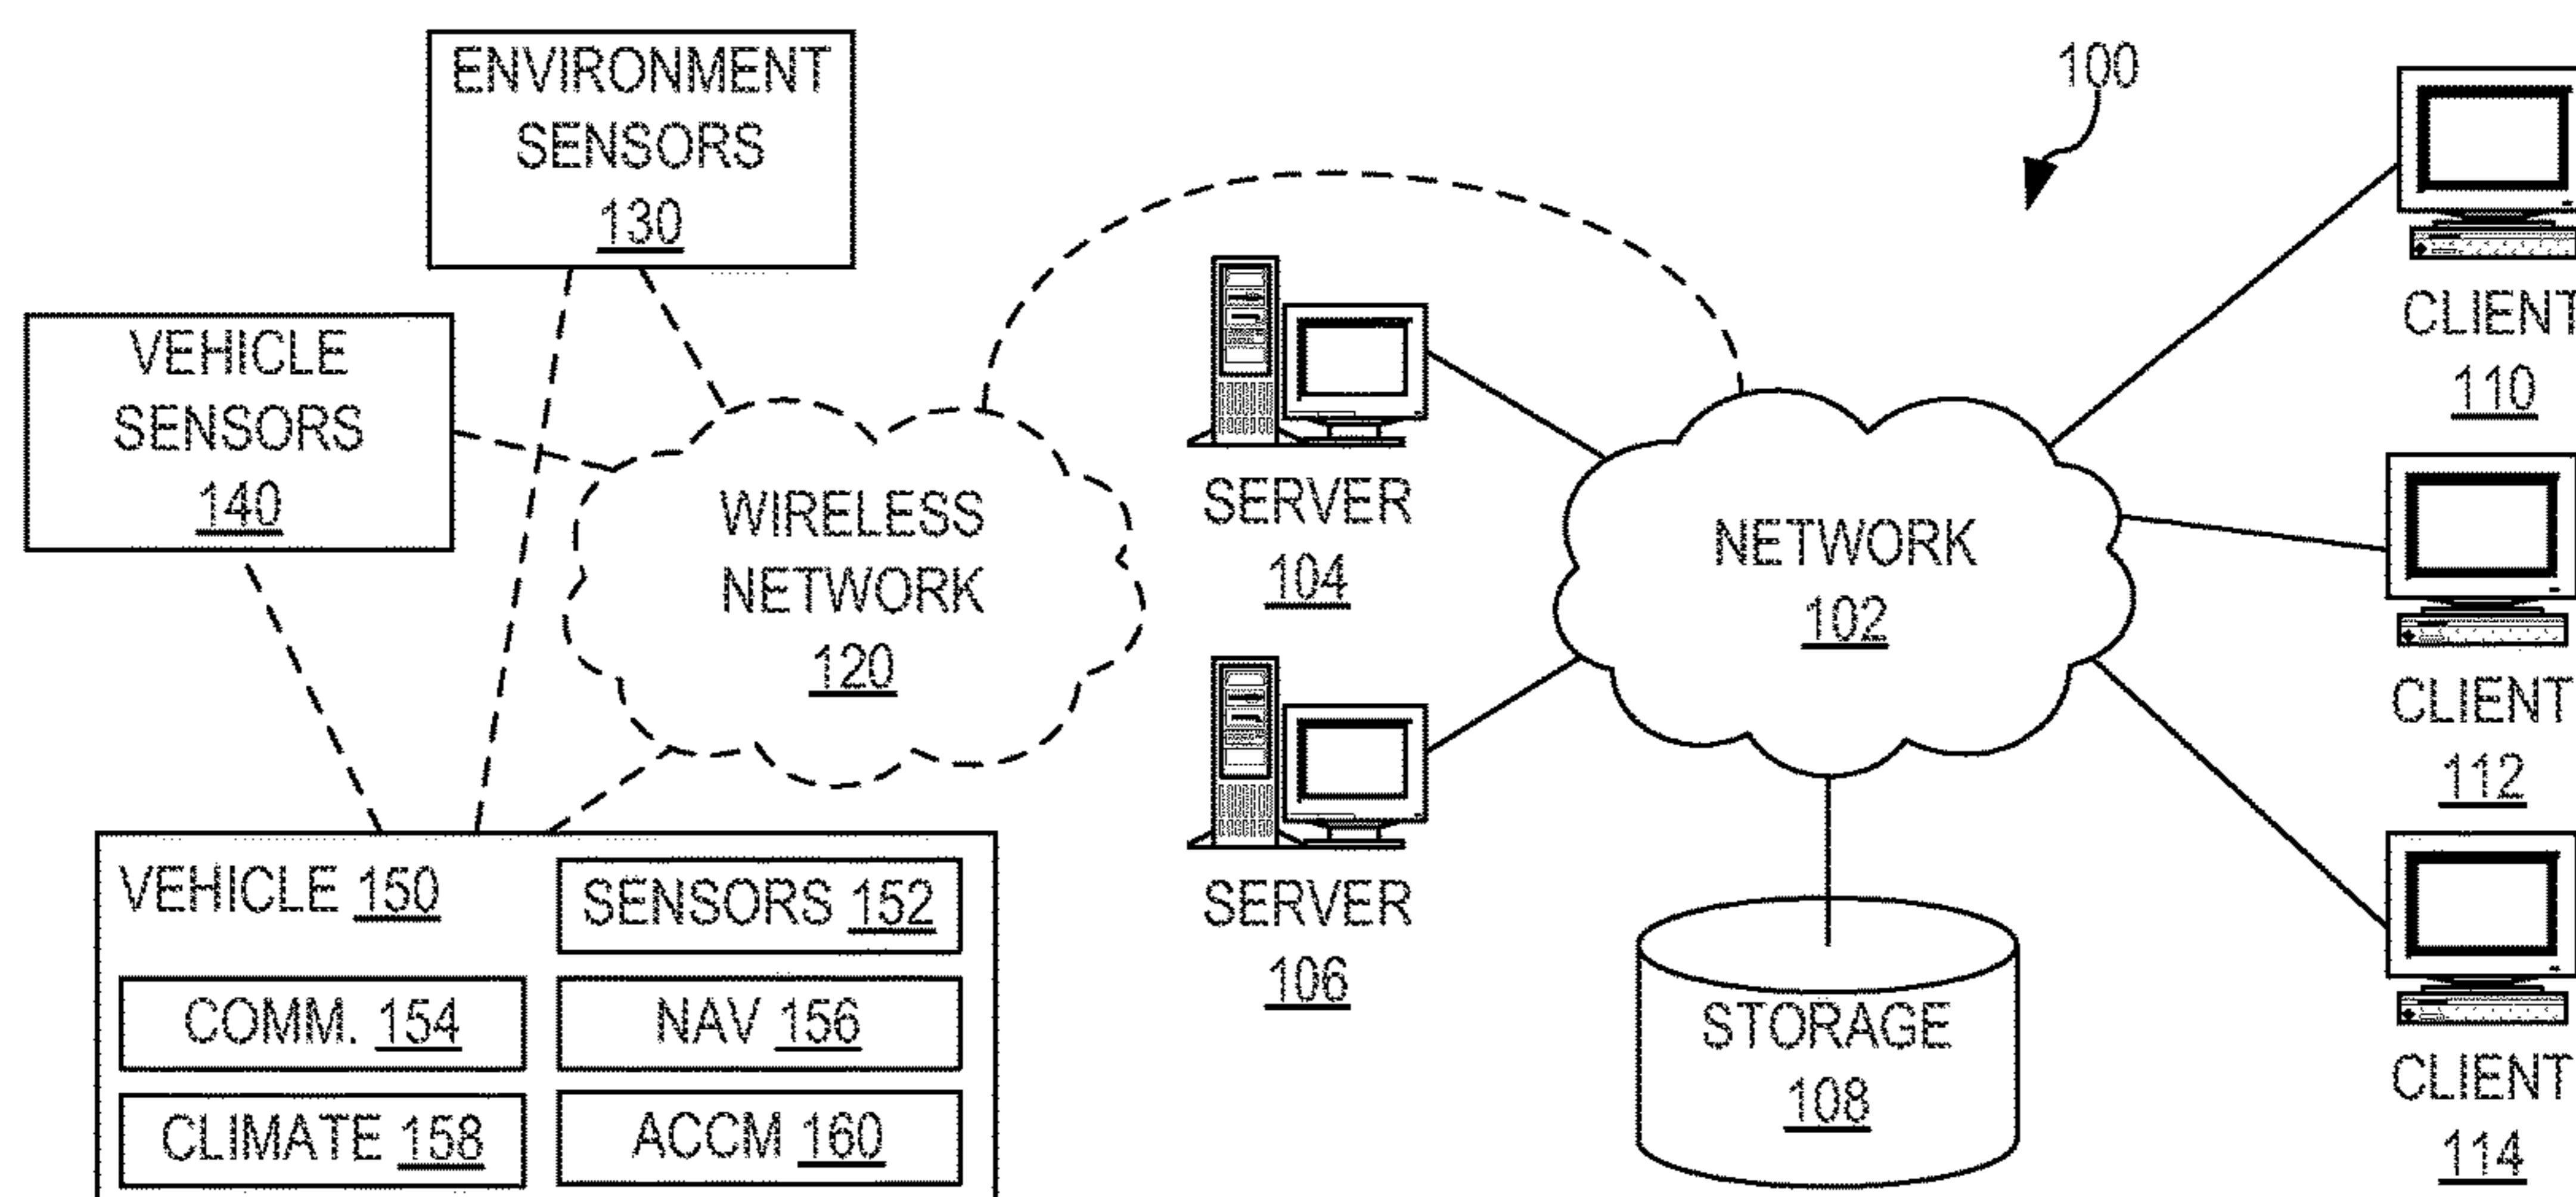 ENVIRONMENT
SENSORS
130
100
VEHICLE
SENSORS
140
WIRELESS
NETWORK
120
SERVER
104
SERVER
106
NETWORK
102
STORAGE
108
CLIENT
110
CLIENT
112
CLIENT
114
VEHICLE 150
SENSORS 152
COMM. 154
NAV 156
CLIMATE 158
ACCM 160